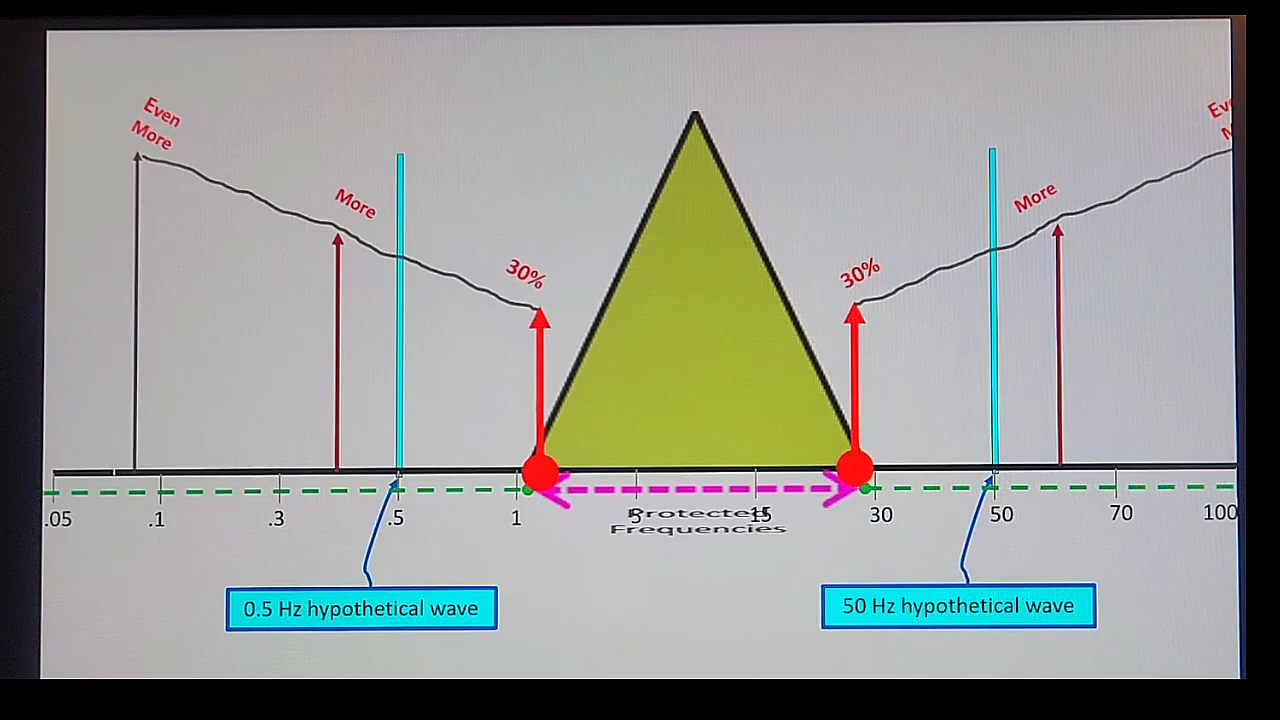 Even
More
More
30%
30%
More
.05 .1 .3 .5 1 5 15 30 50 70 100
Protected
Frequencies
0.5 Hz hypothetical wave
50 Hz hypothetical wave